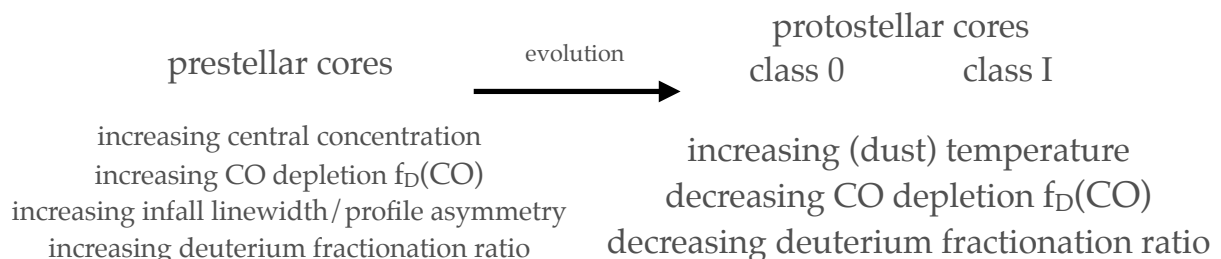 prestellar cores
increasing central concentration
increasing CO depletion f_D(CO)
increasing infall linewidth/profile asymmetry
increasing deuterium fractionation ratio
evolution
protostellar cores
class 0 class I
increasing (dust) temperature
decreasing CO depletion f_D(CO)
decreasing deuterium fractionation ratio